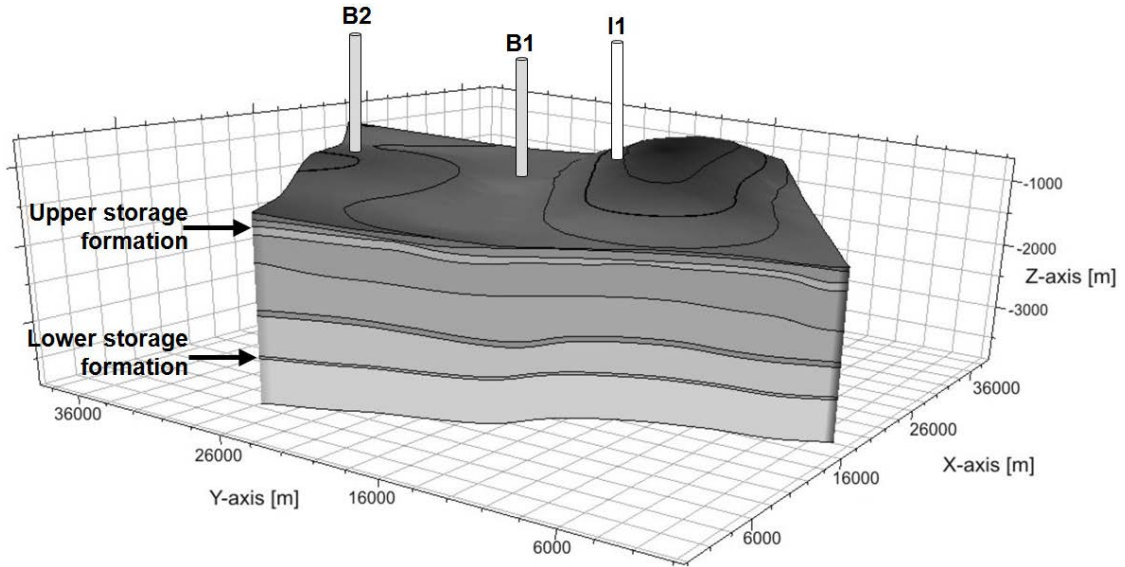 B2
B1
I1
Upper storage
formation
Lower storage
formation
-1000
-2000
Z-axis [m]
-3000
36000
26000
X-axis [m]
16000
6000
36000
26000
Y-axis [m]
16000
6000